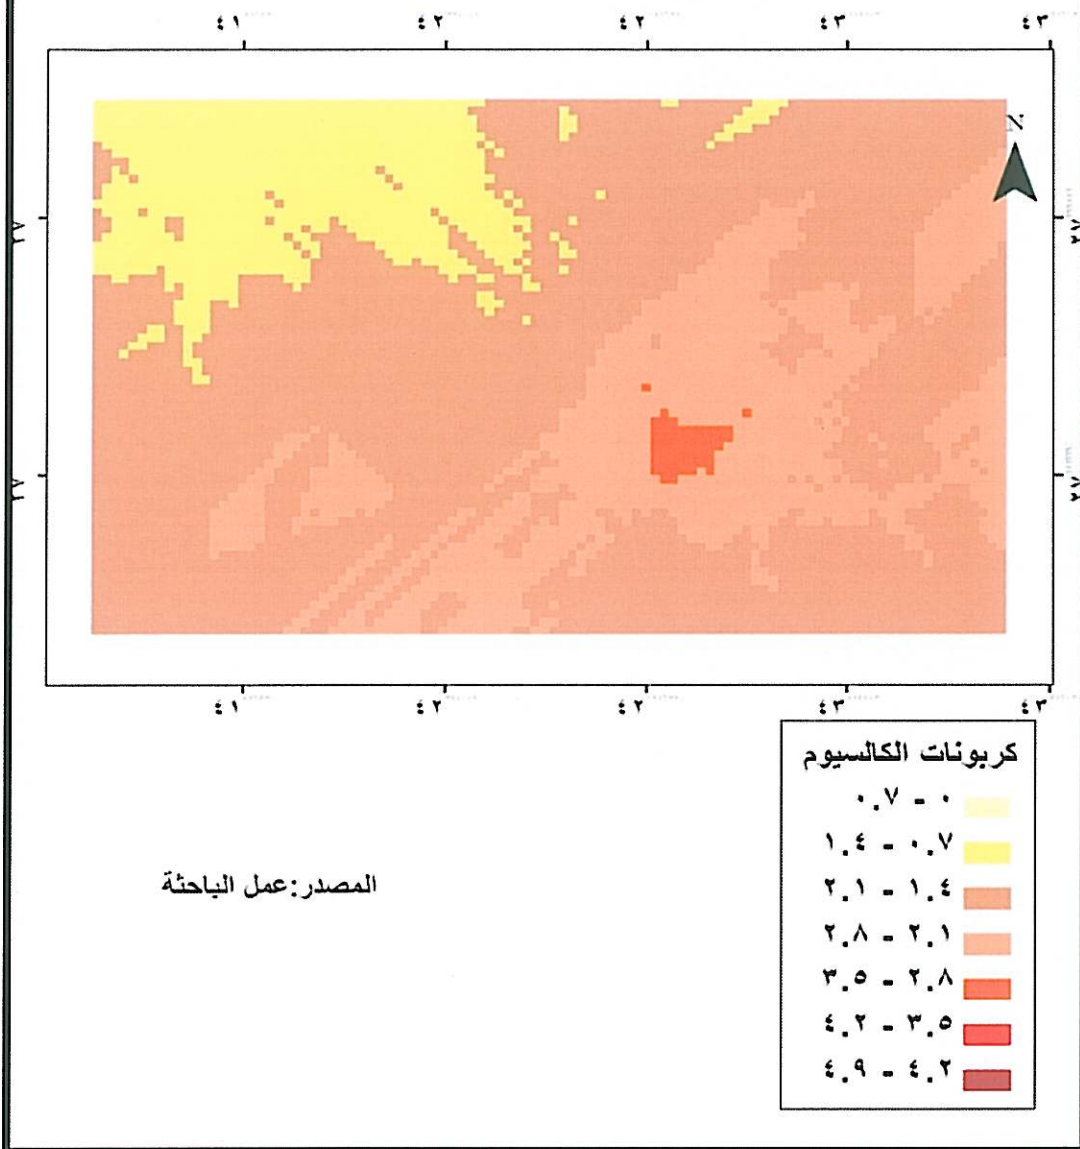 ٤١ ٤٢ ٤٢ ٤٣ ٤٣
N
٢٧ ٢٧
٢٧ ٢٧
٤١ ٤٢ ٤٢ ٤٣ ٤٣
كربونات الكالسيوم
٠ - ٠.٧
٠.٧ - ١.٤
١.٤ - ٢.١
٢.١ - ٢.٨
٢.٨ - ٣.٥
٣.٥ - ٤.٢
٤.٢ - ٤.٩
المصدر:عمل الباحثة